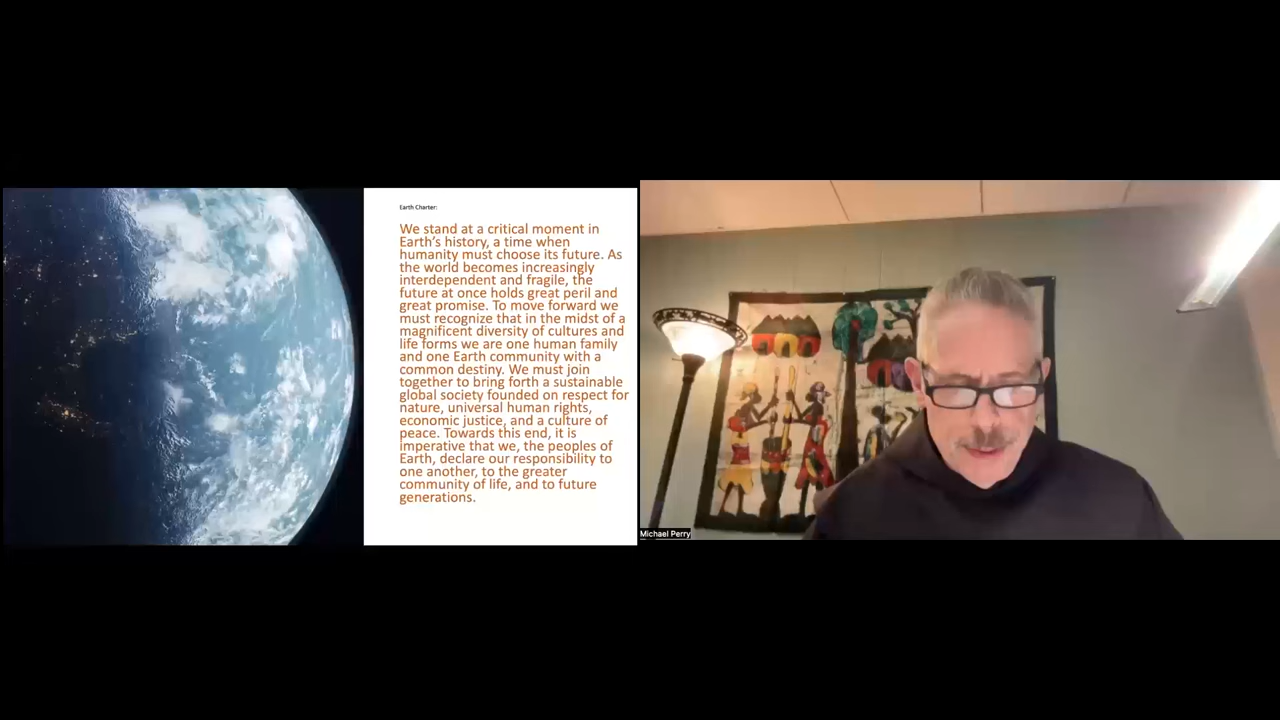 Earth Charter:
We stand at a critical moment in
Earth's history, a time when
humanity must choose its future. As
the world becomes increasingly
interdependent and fragile, the
future at once holds great peril and
great promise. To move forward we
must recognize that in the midst of a
magnificent diversity of cultures and
life forms we are one human family
and one Earth community with a
common destiny. We must join
together to bring forth a sustainable
global society founded on respect for
nature, universal human rights,
economic justice, and a culture of
peace. Towards this end, it is
imperative that we, the peoples of
Earth, declare our responsibility to
one another, to the greater
community of life, and to future
generations.
Michael Perry